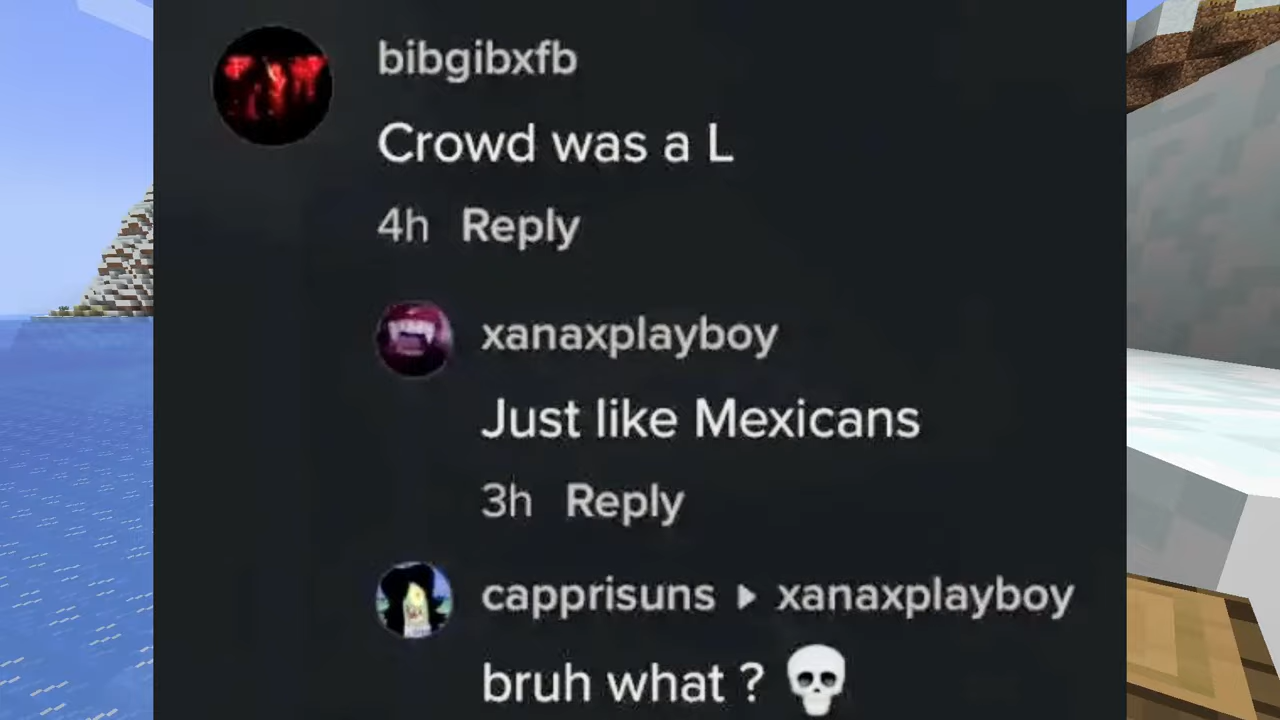 bibgibxfb
Crowd was a L
4h Reply
xanaxplayboy
Just like Mexicans
3h Reply
capprisuns ▶ xanaxplayboy
bruh what ? 💀